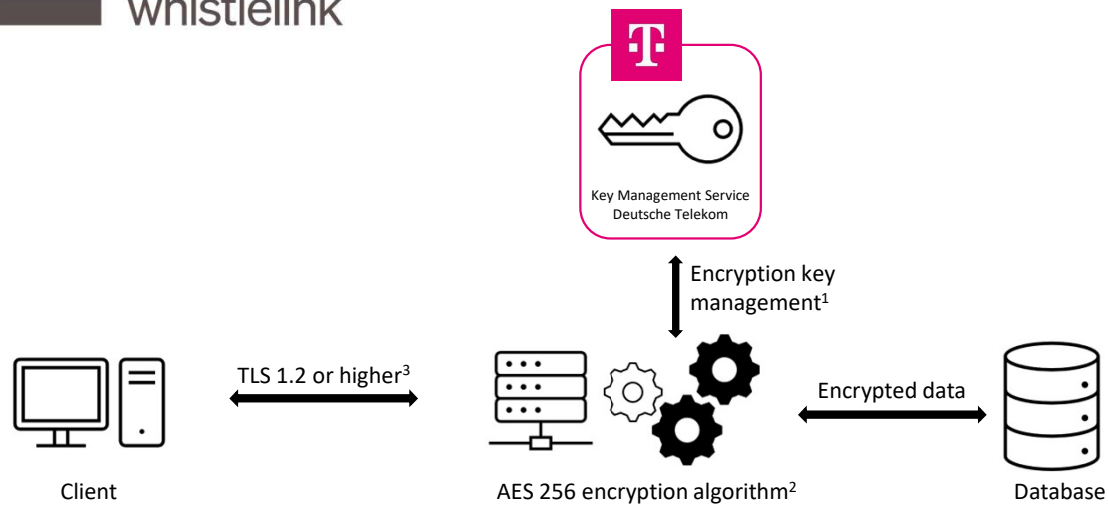 whistlelink
T
Key Management Service
Deutsche Telekom
Encryption key
management¹
TLS 1.2 or higher³
Encrypted data
Client
AES 256 encryption algorithm²
Database